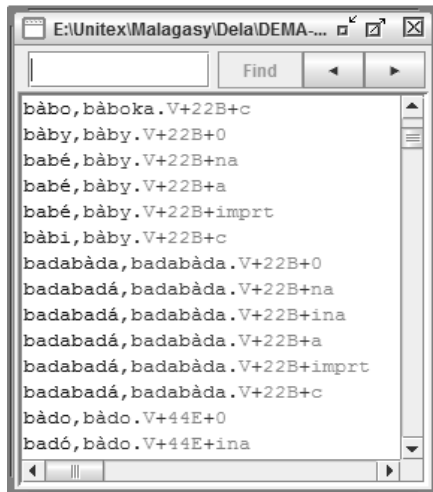 E:\Unitex\Malagasy\Dela\DEMA-...
Find
bàbo,bàboka.V+22B+c
bàby,bàby.V+22B+0
babé,bàby.V+22B+na
babé,bàby.V+22B+a
babé,bàby.V+22B+imprt
bàbi,bàby.V+22B+c
badabàda,badabàda.V+22B+0
badabadá,badabàda.V+22B+na
badabadá,badabàda.V+22B+ina
badabadá,badabàda.V+22B+a
badabadá,badabàda.V+22B+imprt
badabadá,badabàda.V+22B+c
bàdo,bàdo.V+44E+0
badó,bàdo.V+44E+ina